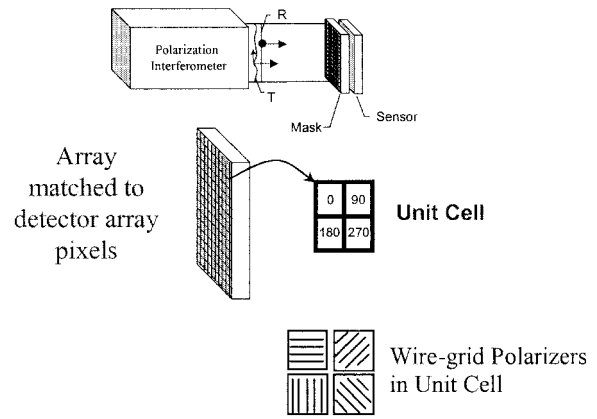 R
Polarization
Interferometer
T
Mask
Sensor
Array
matched to
detector array
pixels
0 90
180 270
Unit Cell
Wire-grid Polarizers
in Unit Cell